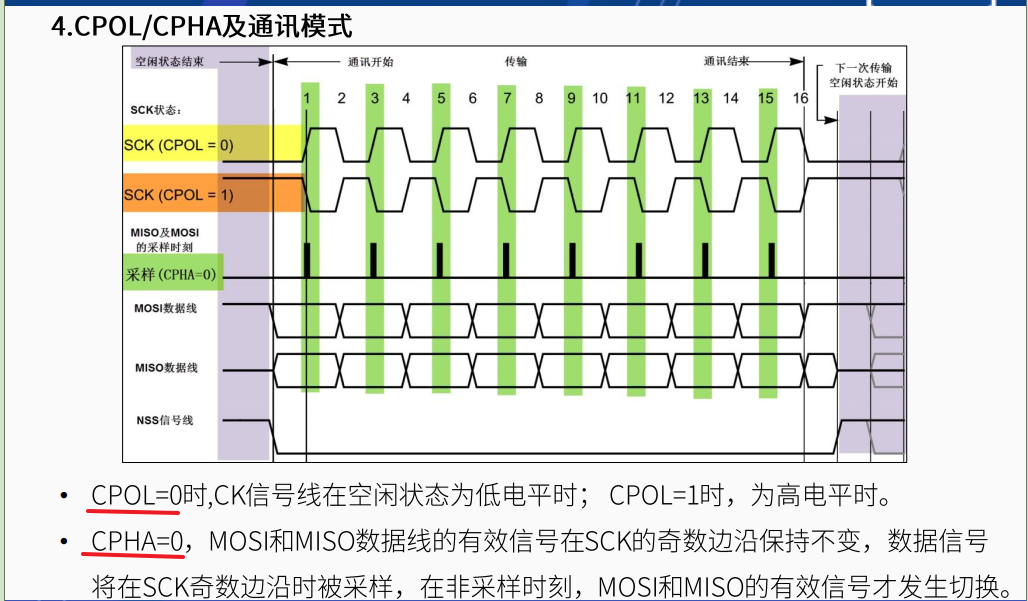 4.CPOL/CPHA及通讯模式
空闲状态结束
通讯开始
传输
通讯结束
下一次传输
空闲状态开始
SCK状态:
1 2 3 4 5 6 7 8 9 10 11 12 13 14 15 16
SCK (CPOL = 0)
SCK (CPOL = 1)
MISO及MOSI
的采样时刻
采样(CPHA=0)
MOSI数据线
MISO数据线
NSS信号线
• CPOL=0时,CK信号线在空闲状态为低电平时； CPOL=1时，为高电平时。
• CPHA=0，MOSI和MISO数据线的有效信号在SCK的奇数边沿保持不变，数据信号
将在SCK奇数边沿时被采样，在非采样时刻，MOSI和MISO的有效信号才发生切换。